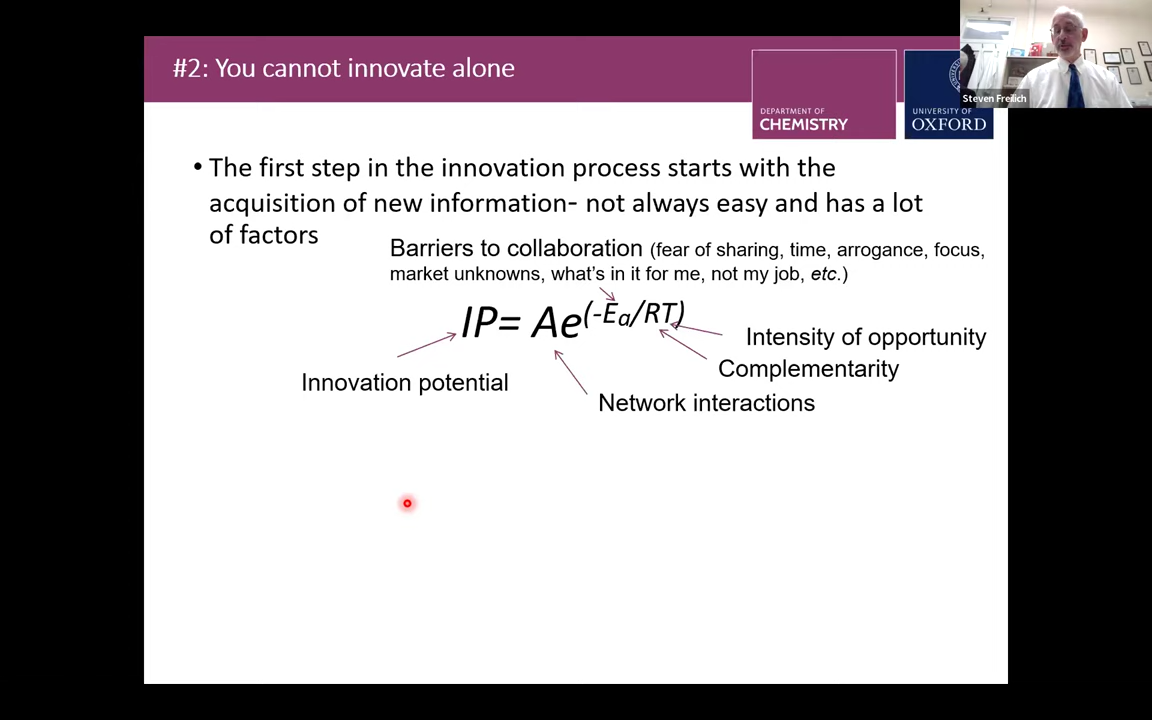 #2: You cannot innovate alone
DEPARTMENT OF
CHEMISTRY
UNIVERSITY OF
OXFORD
Steven Freilich
• The first step in the innovation process starts with the
acquisition of new information- not always easy and has a lot
of factors
Barriers to collaboration (fear of sharing, time, arrogance, focus,
market unknowns, what's in it for me, not my job, etc.)
IP= Ae(-Ea/RT)
Intensity of opportunity
Complementarity
Innovation potential
Network interactions